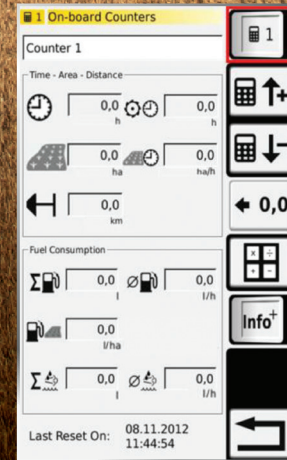 1 On-board Counters
1
Counter 1
Time - Area - Distance
0,0 h
0,0 h
0,0 ha
0,0 ha/h
0,0 km
0,0
Fuel Consumption
0,0 l
0,0 l/h
0,0 l/ha
Info+
0,0 l
0,0 l/h
Last Reset On:
08.11.2012
11:44:54